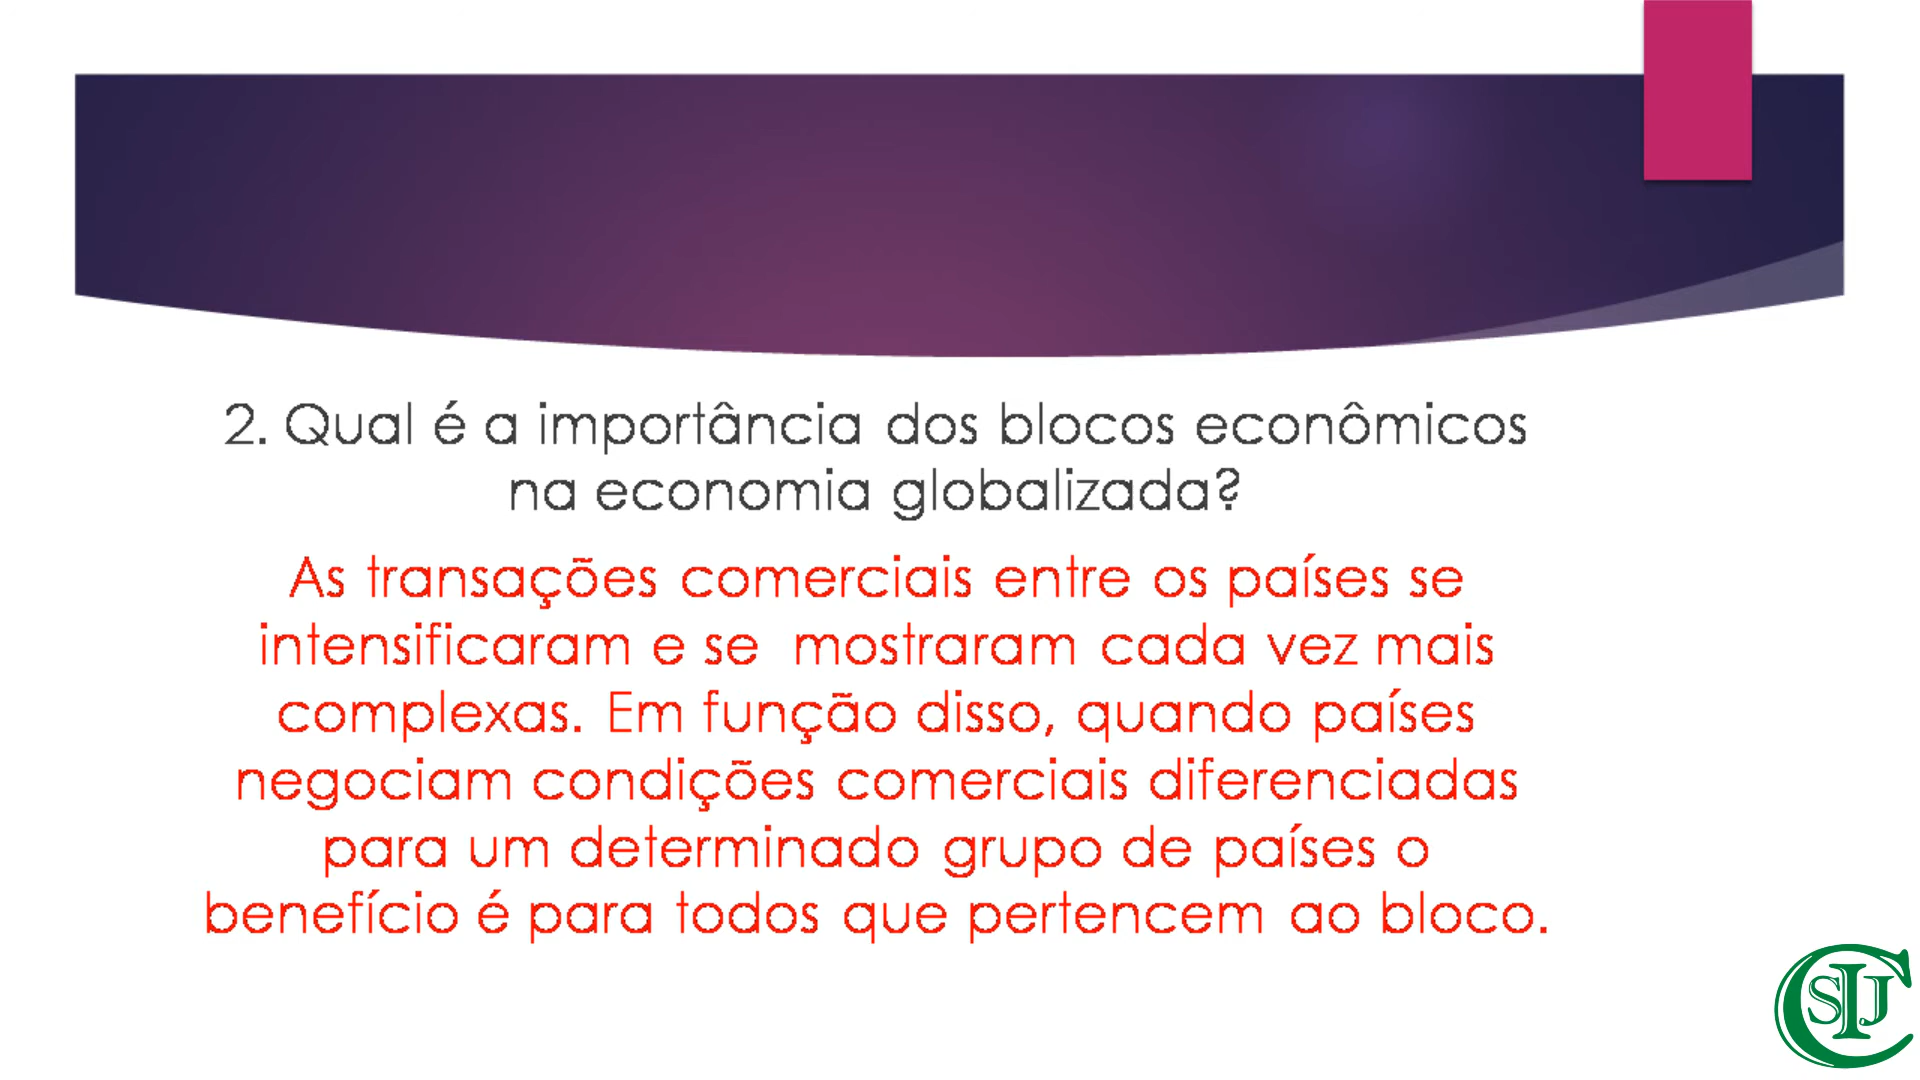 2. Qual é a importância dos blocos econômicos
na economia globalizada?
As transações comerciais entre os países se
intensificaram e se mostraram cada vez mais
complexas. Em função disso, quando países
negociam condições comerciais diferenciadas
para um determinado grupo de países o
benefício é para todos que pertencem ao bloco.
CSIJ